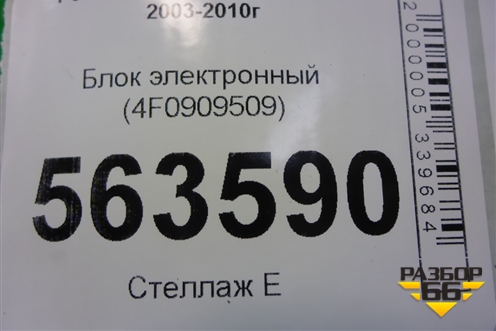 2003-2010г
Блок электронный
(4F0909509)
563590
Стеллаж Е
2000005339684
РАЗБОР
66